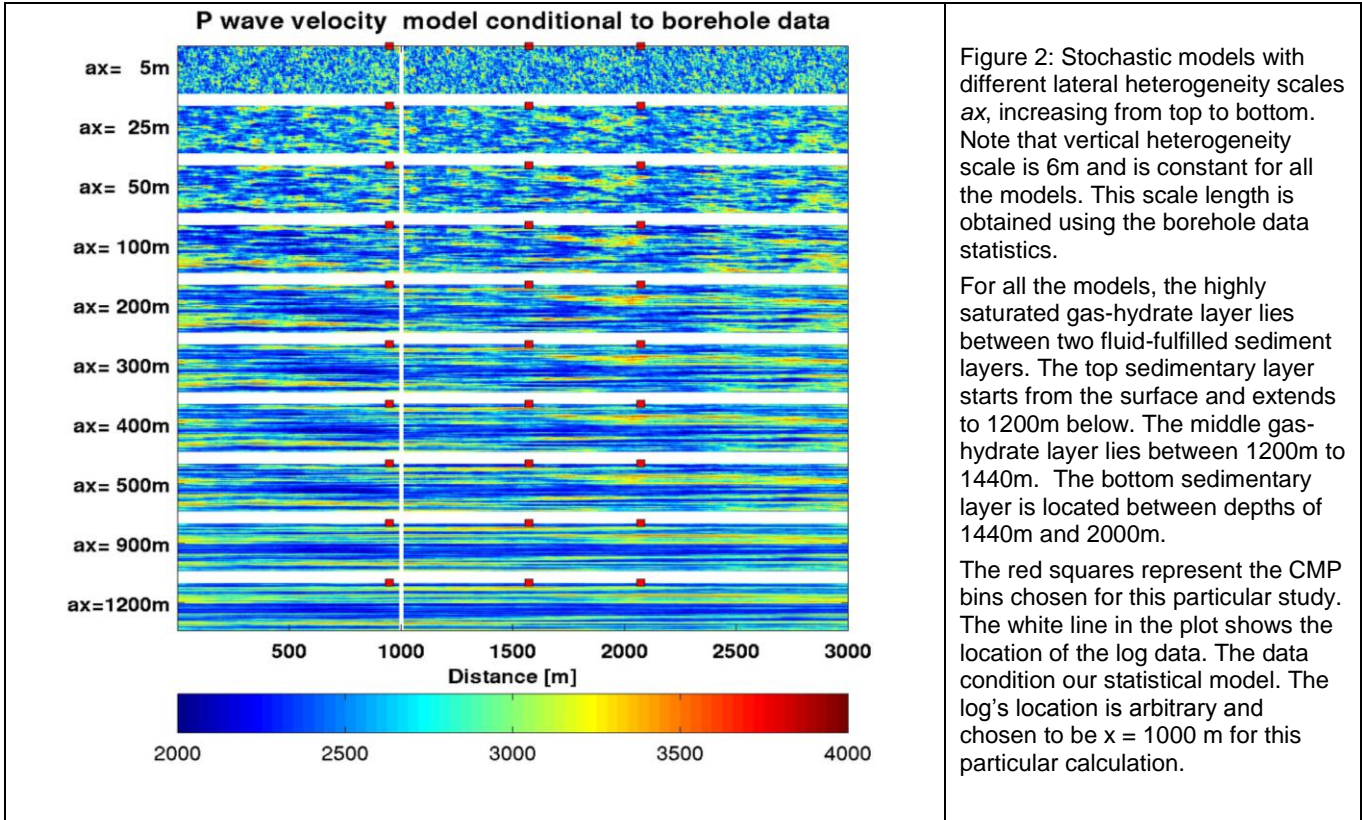 P wave velocity model conditional to borehole data
ax= 5m
ax= 25m
ax= 50m
ax= 100m
ax= 200m
ax= 300m
ax= 400m
ax= 500m
ax= 900m
ax=1200m
500 1000 1500 2000 2500 3000
Distance [m]
2000 2500 3000 3500 4000
Figure 2: Stochastic models with
different lateral heterogeneity scales
ax, increasing from top to bottom.
Note that vertical heterogeneity
scale is 6m and is constant for all
the models. This scale length is
obtained using the borehole data
statistics.
For all the models, the highly
saturated gas-hydrate layer lies
between two fluid-fulfilled sediment
layers. The top sedimentary layer
starts from the surface and extends
to 1200m below. The middle gas-
hydrate layer lies between 1200m to
1440m. The bottom sedimentary
layer is located between depths of
1440m and 2000m.
The red squares represent the CMP
bins chosen for this particular study.
The white line in the plot shows the
location of the log data. The data
condition our statistical model. The
log’s location is arbitrary and
chosen to be x = 1000 m for this
particular calculation.